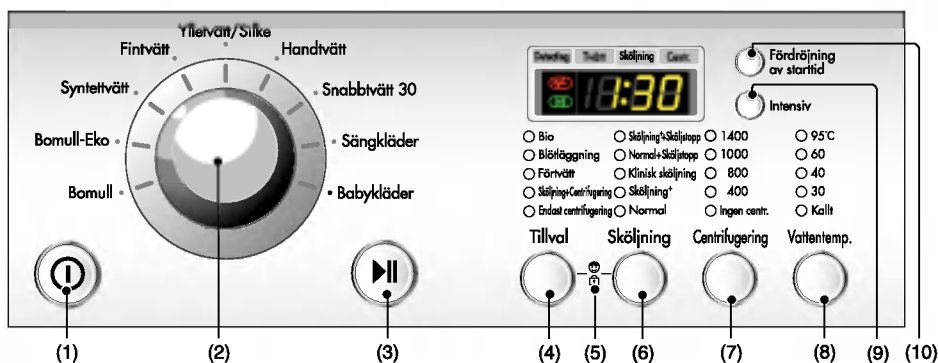 Ylletvätt/Silke
Fintvätt
Handtvätt
Syntettvätt
Snabbtvätt 30
Bomull-Eko
Sängkläder
Bomull
Babykläder
Sköljning
Centr.
1:30
Fördröjning
av starttid
Intensiv
Bio
Blötläggning
Förtvätt
Sköljning+Centrifugering
Endast centrifugering
Sköljning⁺+Sköljstopp
Normal+Sköljstopp
Klinisk sköljning
Sköljning⁺
Normal
1400
1000
800
400
Ingen centr.
95°C
60
40
30
Kallt
Tillval
Sköljning
Centrifugering
Vattentemp.
(1)
(2)
(3)
(4)
(5)
(6)
(7)
(8)
(9)
(10)